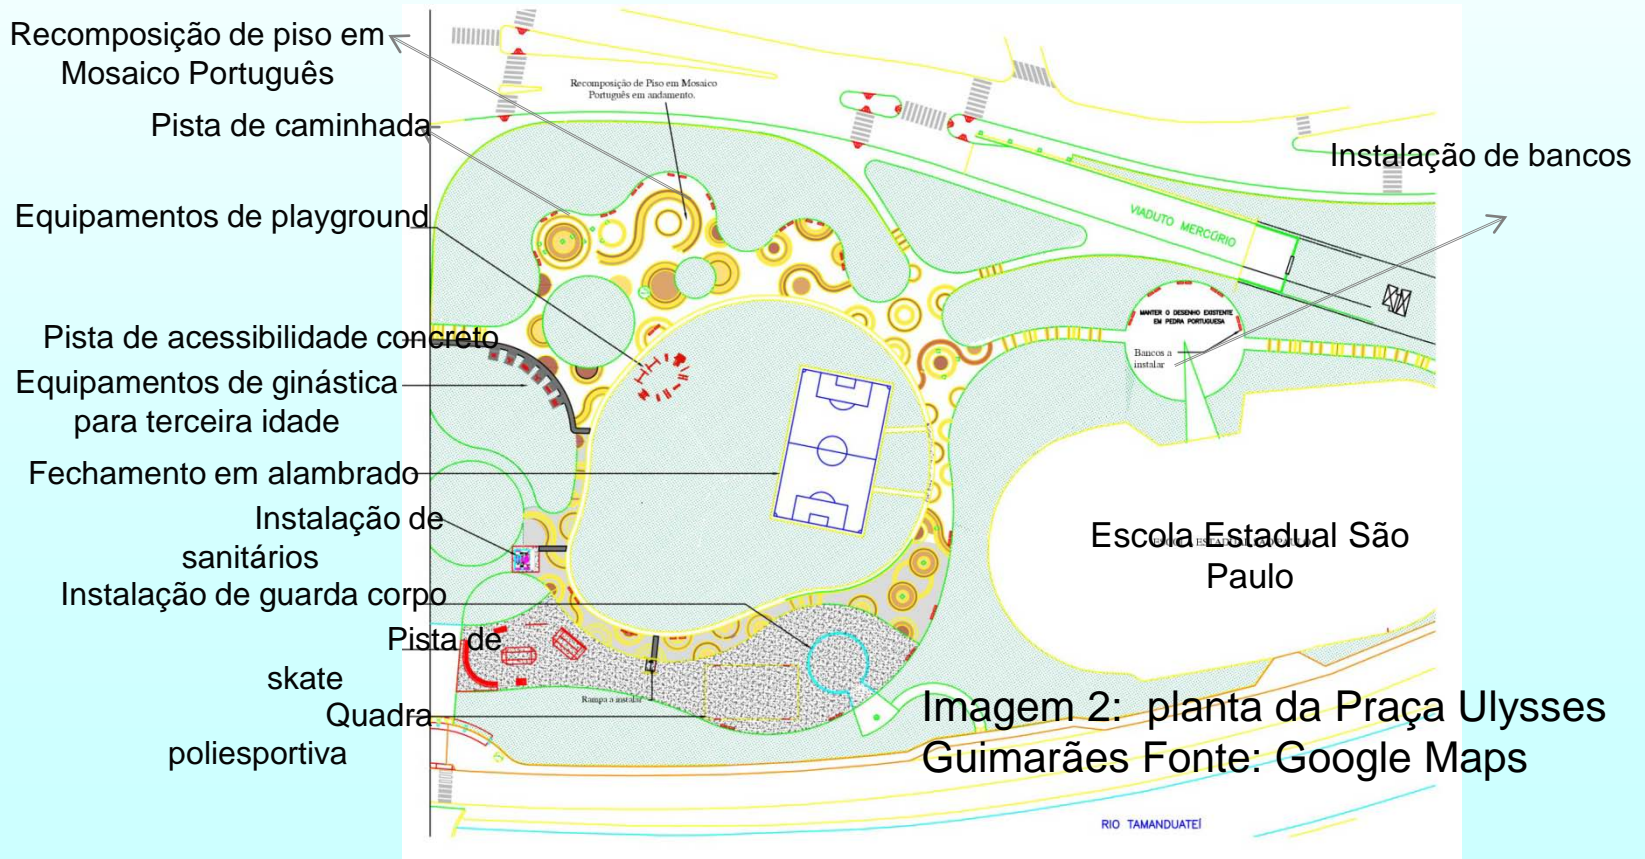 Recomposição de piso em
Mosaico Português
Pista de caminhada
Equipamentos de playground
Pista de acessibilidade concreto
Equipamentos de ginástica
para terceira idade
Fechamento em alambrado
Instalação de
sanitários
Instalação de guarda corpo
Pista de
skate
Quadra
poliesportiva
Recomposição de Piso em Mosaico
Português em andamento.
Instalação de bancos
VIADUTO MERCÚRIO
MANTER O DESENHO EXISTENTE
EM PEDRA PORTUGUESA
Bancos a
instalar
Escola Estadual São
Paulo
ESCOLA ESTADUAL SÃO PAULO
Rampa a instalar
Imagem 2: planta da Praça Ulysses
Guimarães Fonte: Google Maps
RIO TAMANDUATEÍ